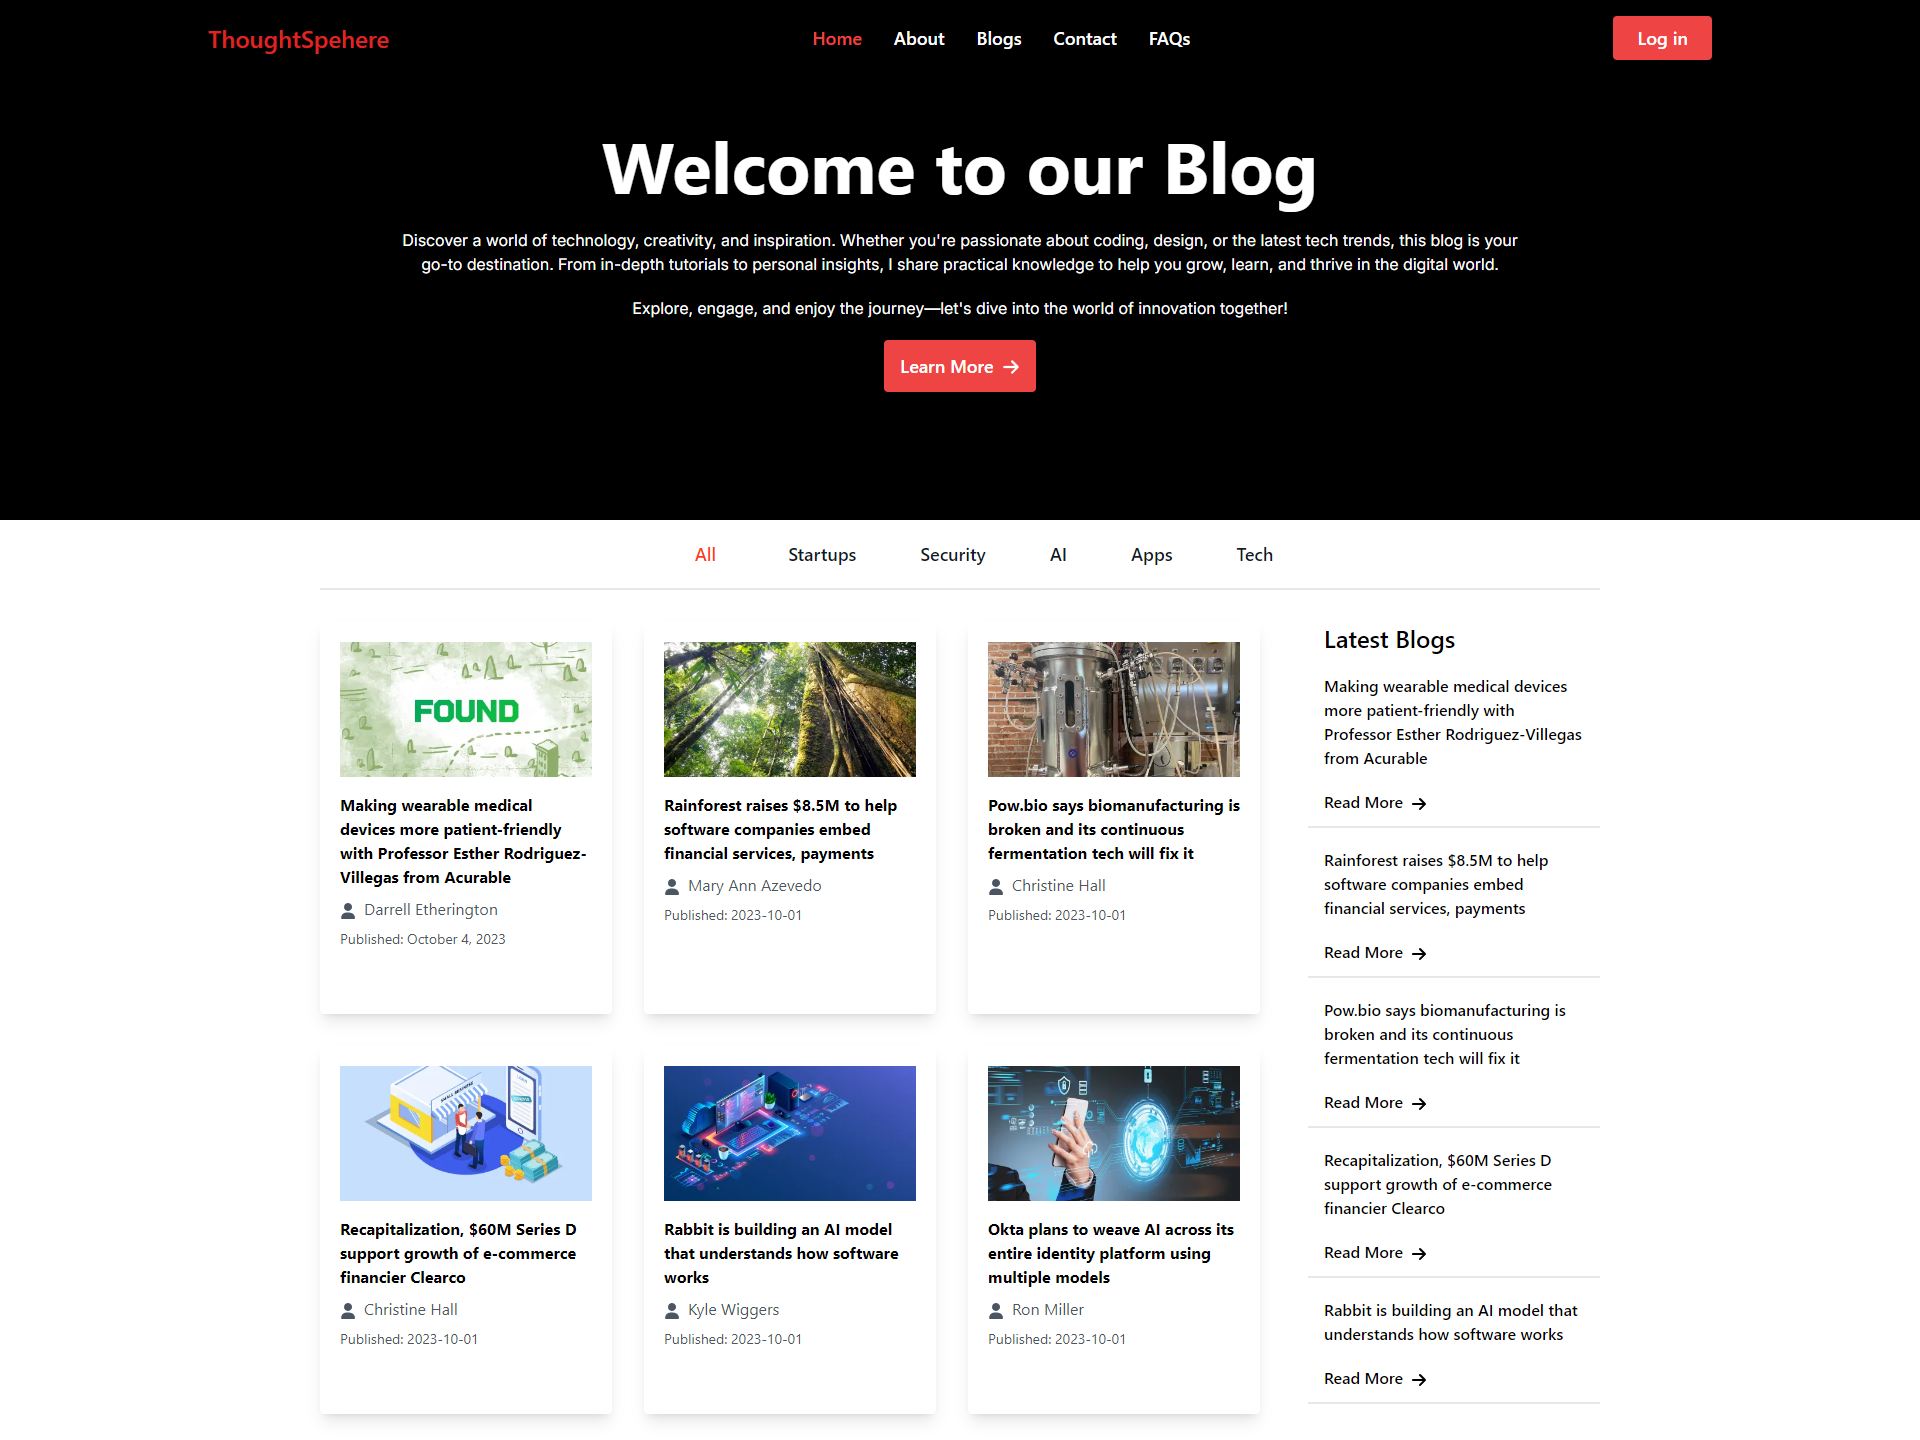 ThoughtSpehere
Home About Blogs Contact FAQs
Log in
Welcome to our Blog
Discover a world of technology, creativity, and inspiration. Whether you're passionate about coding, design, or the latest tech trends, this blog is your
go-to destination. From in-depth tutorials to personal insights, I share practical knowledge to help you grow, learn, and thrive in the digital world.
Explore, engage, and enjoy the journey—let's dive into the world of innovation together!
Learn More
All Startups Security AI Apps Tech
FOUND
Making wearable medical
devices more patient-friendly
with Professor Esther Rodriguez-
Villegas from Acurable
Darrell Etherington
Published: October 4, 2023
Rainforest raises $8.5M to help
software companies embed
financial services, payments
Mary Ann Azevedo
Published: 2023-10-01
Pow.bio says biomanufacturing is
broken and its continuous
fermentation tech will fix it
Christine Hall
Published: 2023-10-01
Recapitalization, $60M Series D
support growth of e-commerce
financier Clearco
Christine Hall
Published: 2023-10-01
Rabbit is building an AI model
that understands how software
works
Kyle Wiggers
Published: 2023-10-01
Okta plans to weave AI across its
entire identity platform using
multiple models
Ron Miller
Published: 2023-10-01
Latest Blogs
Making wearable medical devices
more patient-friendly with
Professor Esther Rodriguez-Villegas
from Acurable
Read More
Rainforest raises $8.5M to help
software companies embed
financial services, payments
Read More
Pow.bio says biomanufacturing is
broken and its continuous
fermentation tech will fix it
Read More
Recapitalization, $60M Series D
support growth of e-commerce
financier Clearco
Read More
Rabbit is building an AI model that
understands how software works
Read More